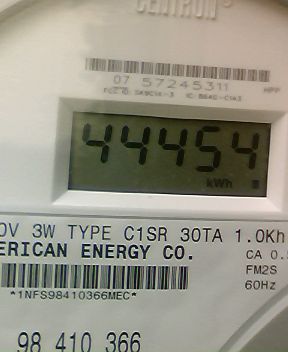 CENTRON®
07 57245311
44454
kWh
0V 3W TYPE C1SR 30TA 1.0Kh
ERICAN ENERGY CO.
CA 0.
FM2S
60Hz
*1NFS98410366MEC*
98 410 366